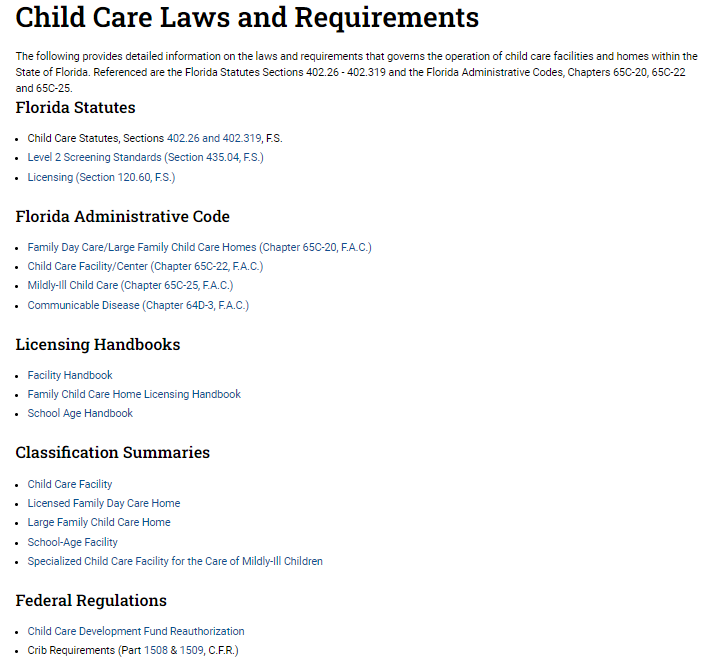 Child Care Laws and Requirements
The following provides detailed information on the laws and requirements that governs the operation of child care facilities and homes within the
State of Florida. Referenced are the Florida Statutes Sections 402.26 - 402.319 and the Florida Administrative Codes, Chapters 65C-20, 65C-22
and 65C-25.
Florida Statutes
• Child Care Statutes, Sections 402.26 and 402.319, F.S.
• Level 2 Screening Standards (Section 435.04, F.S.)
• Licensing (Section 120.60, F.S.)
Florida Administrative Code
• Family Day Care/Large Family Child Care Homes (Chapter 65C-20, F.A.C.)
• Child Care Facility/Center (Chapter 65C-22, F.A.C.)
• Mildly-Ill Child Care (Chapter 65C-25, F.A.C.)
• Communicable Disease (Chapter 64D-3, F.A.C.)
Licensing Handbooks
• Facility Handbook
• Family Child Care Home Licensing Handbook
• School Age Handbook
Classification Summaries
• Child Care Facility
• Licensed Family Day Care Home
• Large Family Child Care Home
• School-Age Facility
• Specialized Child Care Facility for the Care of Mildly-Ill Children
Federal Regulations
• Child Care Development Fund Reauthorization
• Crib Requirements (Part 1508 & 1509, C.F.R.)